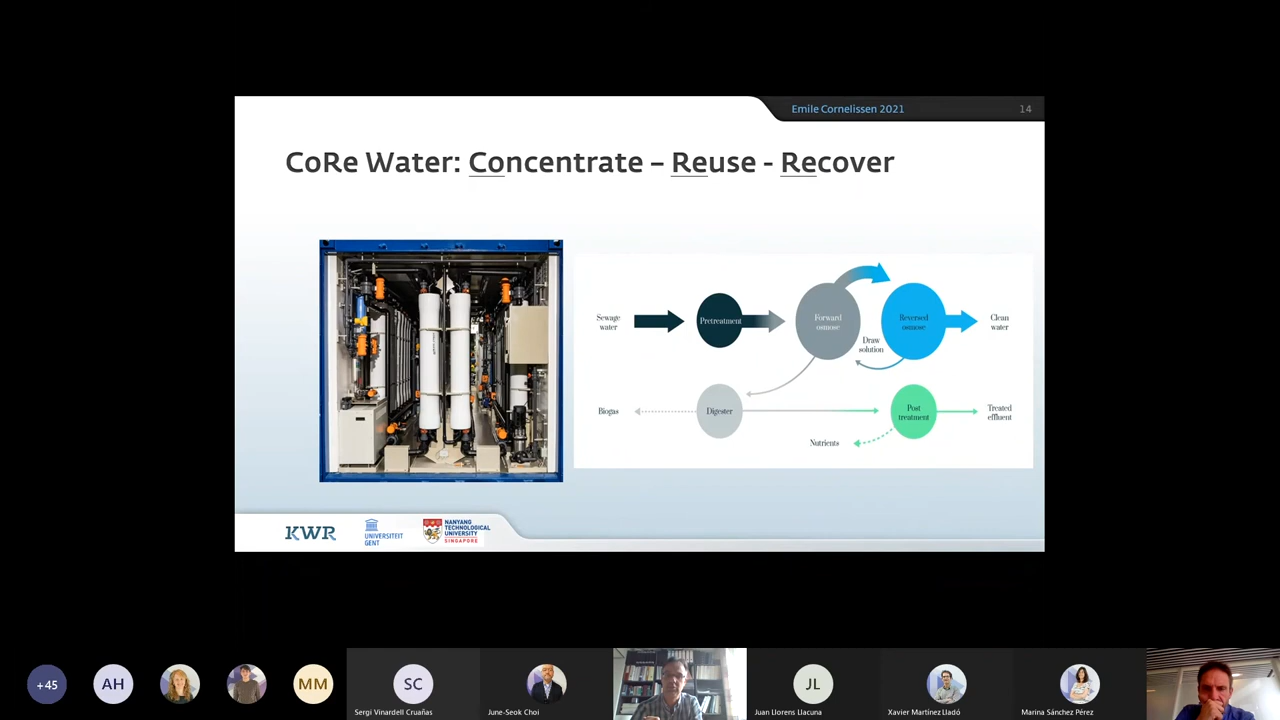 Emile Cornelissen 2021
14
CoRe Water: Concentrate – Reuse - Recover
Sewage
water
Pretreatment
Forward
osmose
Reversed
osmose
Clean
water
Draw
solution
Biogas
Digester
Post
treatment
Treated
effluent
Nutrients
KWR
UNIVERSITEIT
GENT
NANYANG
TECHNOLOGICAL
UNIVERSITY
SINGAPORE
+45
AH
MM
SC
JL
Sergi Vinardell Cruañas
June-Seok Choi
Juan Llorens Llacuna
Xavier Martínez Lladó
Marina Sánchez Pérez